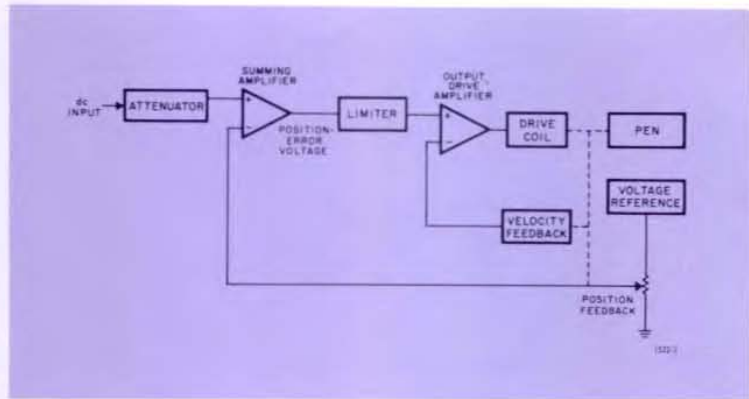 SUMMING
AMPLIFIER
dc
INPUT
ATTENUATOR
+
−
POSITION-
ERROR
VOLTAGE
LIMITER
OUTPUT
DRIVE
AMPLIFIER
+
−
DRIVE
COIL
PEN
VOLTAGE
REFERENCE
VELOCITY
FEEDBACK
POSITION
FEEDBACK